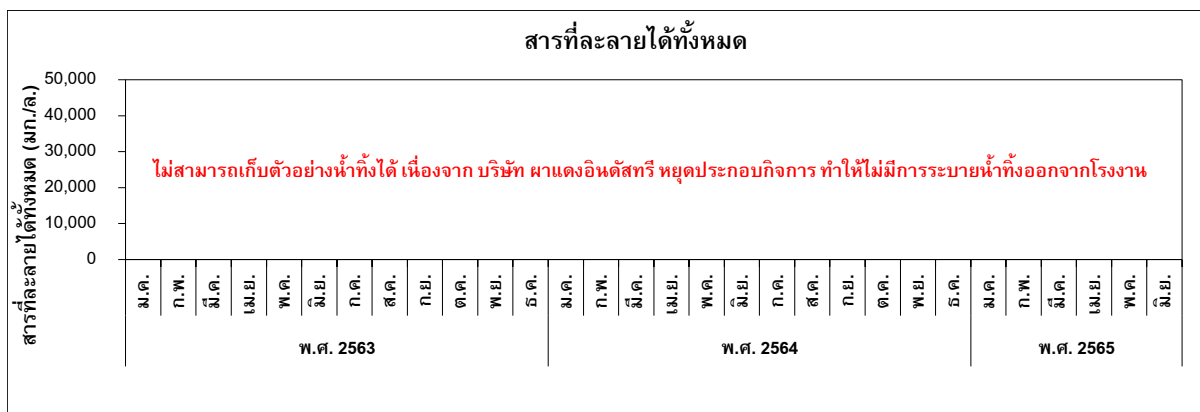 สารที่ละลายได้ทั้งหมด
สารที่ละลายได้ทั้งหมด (มก./ล.)
50,000
40,000
30,000
20,000
10,000
0
ไม่สามารถเก็บตัวอย่างน้ำทิ้งได้ เนื่องจาก บริษัท ผาแดงอินดัสทรี หยุดประกอบกิจการ ทำให้ไม่มีการระบายน้ำทิ้งออกจากโรงงาน
ม.ค. ก.พ. มี.ค. เม.ย. พ.ค. มิ.ย. ก.ค. ส.ค. ก.ย. ต.ค. พ.ย. ธ.ค. ม.ค. ก.พ. มี.ค. เม.ย. พ.ค. มิ.ย. ก.ค. ส.ค. ก.ย. ต.ค. พ.ย. ธ.ค. ม.ค. ก.พ. มี.ค. เม.ย. พ.ค. มิ.ย.
พ.ศ. 2563 พ.ศ. 2564 พ.ศ. 2565